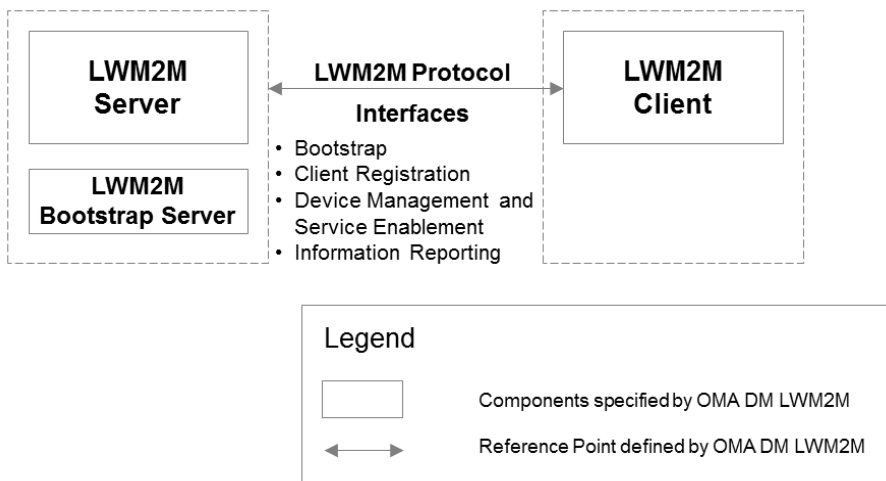 LWM2M
Server
LWM2M
Bootstrap Server
LWM2M Protocol
Interfaces
• Bootstrap
• Client Registration
• Device Management and
Service Enablement
• Information Reporting
LWM2M
Client
Legend
Components specified by OMA DM LWM2M
Reference Point defined by OMA DM LWM2M